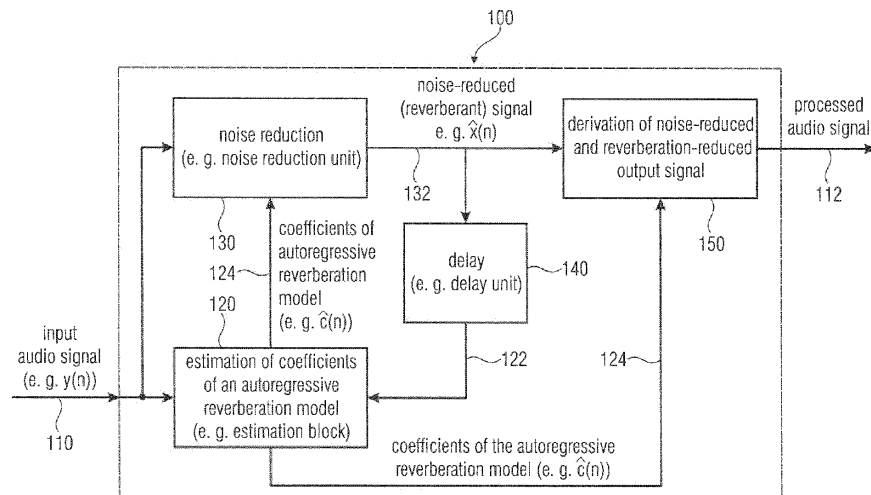 100
noise-reduced
(reverberant) signal
e. g. x̂(n)
processed
audio signal
noise reduction
(e. g. noise reduction unit)
derivation of noise-reduced
and reverberation-reduced
output signal
132
112
130
150
coefficients of
autoregressive
reverberation
model
(e. g. ĉ(n))
124
delay
(e. g. delay unit)
140
120
input
audio signal
(e. g. y(n))
estimation of coefficients
of an autoregressive
reverberation model
(e. g. estimation block)
122
124
110
coefficients of the autoregressive
reverberation model (e. g. ĉ(n))